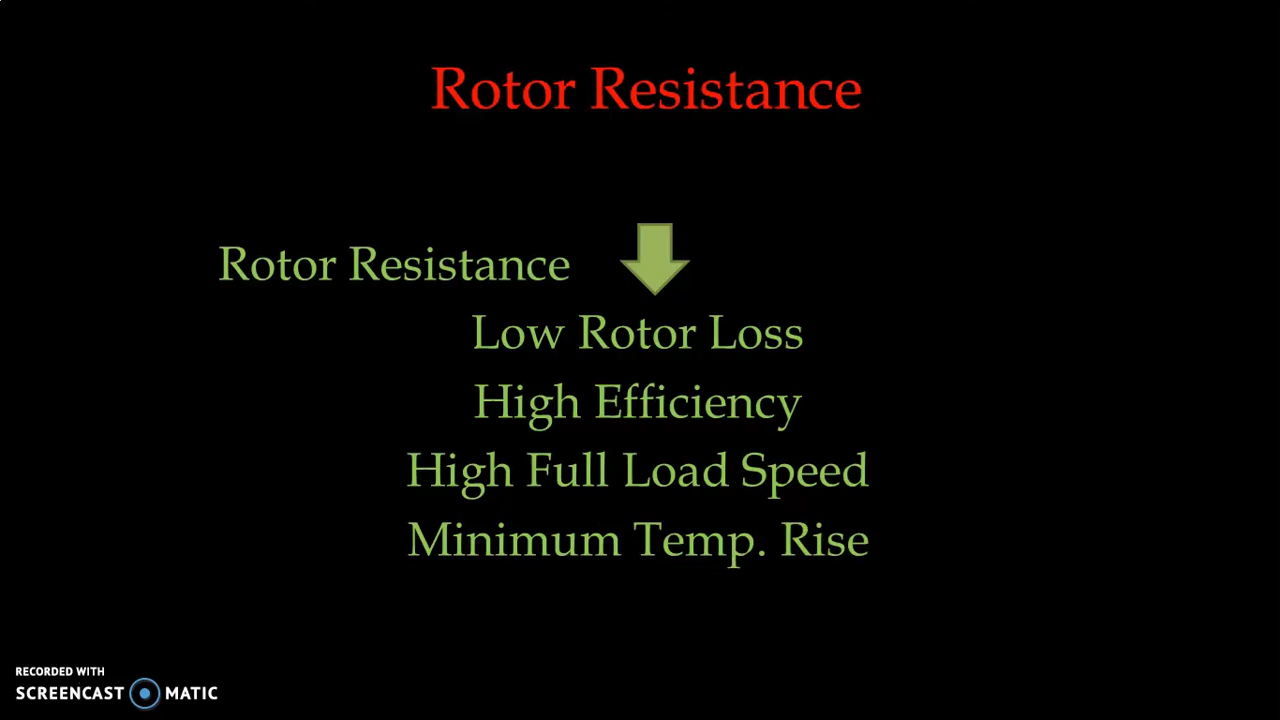 Rotor Resistance
Rotor Resistance
Low Rotor Loss
High Efficiency
High Full Load Speed
Minimum Temp. Rise
RECORDED WITH
SCREENCAST MATIC